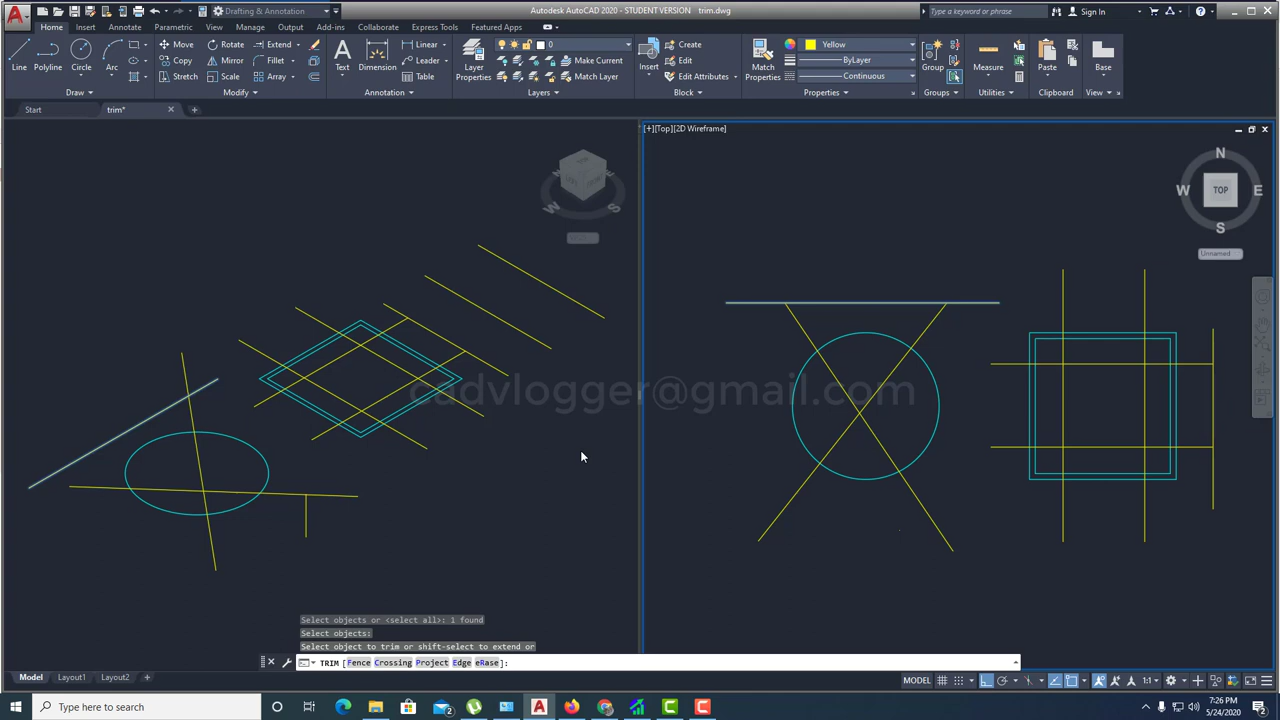 Drafting & Annotation
Autodesk AutoCAD 2020 - STUDENT VERSION trim.dwg
Type a keyword or phrase
Sign In
Home Insert Annotate Parametric View Manage Output Add-ins Collaborate Express Tools Featured Apps
Line Polyline Circle Arc
Move Rotate Extend
Copy Mirror Fillet
Stretch Scale Array
Text Dimension
Linear
Leader
Table
Layer Properties
0
Make Current
Match Layer
Insert
Create
Edit
Edit Attributes
Match Properties
Yellow
ByLayer
Continuous
Group Measure Paste Base
Draw Modify Annotation Layers Block Properties Groups Utilities Clipboard View
Start trim*
[+][Top][2D Wireframe]
N
W TOP E
S
Unnamed
W S
cadvlogger@gmail.com
Select objects or <select all>: 1 found
Select objects:
Select object to trim or shift-select to extend or
TRIM [Fence Crossing Project Edge eRase]:
Model Layout1 Layout2
MODEL 1:1
Type here to search
7:26 PM
5/24/2020